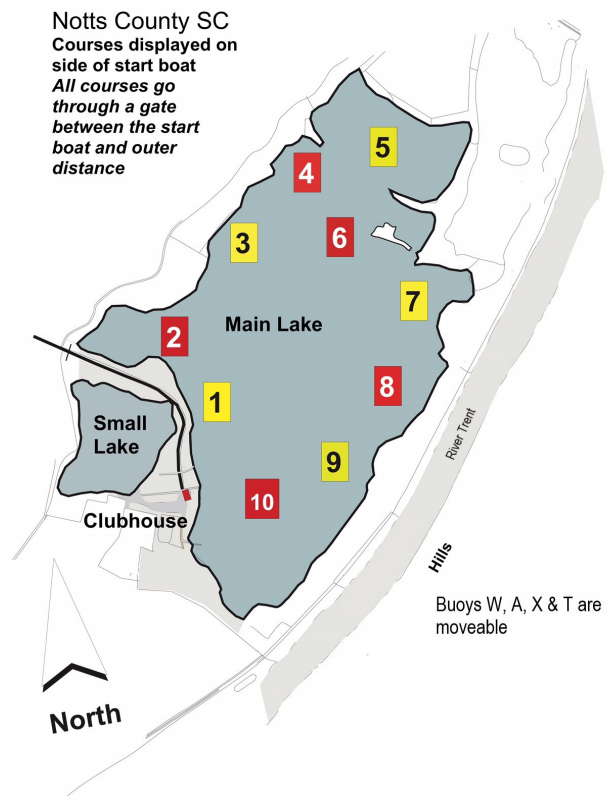 Notts County SC
Courses displayed on
side of start boat
All courses go
through a gate
between the start
boat and outer
distance
5
4
6
3
7
Main Lake
2
8
1
Small
Lake
River Trent
9
10
Clubhouse
Hills
Buoys W, A, X & T are
moveable
North